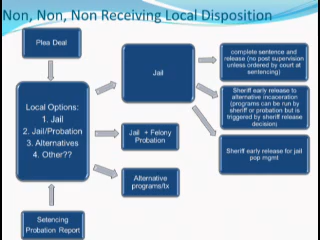 Non, Non, Non Receiving Local Disposition
Plea Deal
Local Options:
1. Jail
2. Jail/Probation
3. Alternatives
4. Other??
Setencing
Probation Report
Jail
Jail + Felony
Probation
Alternative
programs/tx
complete sentence and
release (no post supervision
unless ordered by court at
sentencing)
Sheriff early release to
alternative incaceration
(programs can be run by
sheriff or probation but is
triggered by sheriff release
decision)
Sheriff early release for jail
pop mgmt